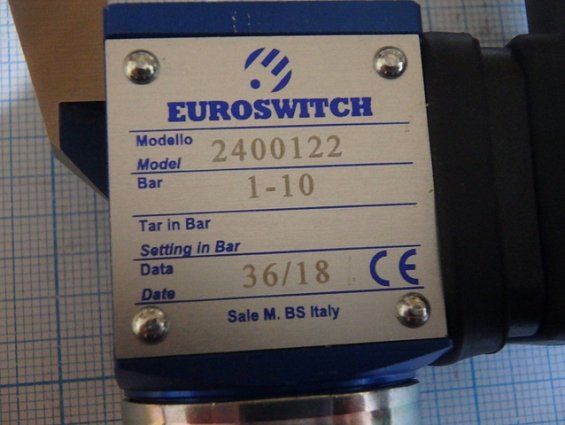 EUROSWITCH
Modello
Model 2400122
Bar 1-10
Tar in Bar
Setting in Bar
Data
Date 36/18 CE
Sale M. BS Italy